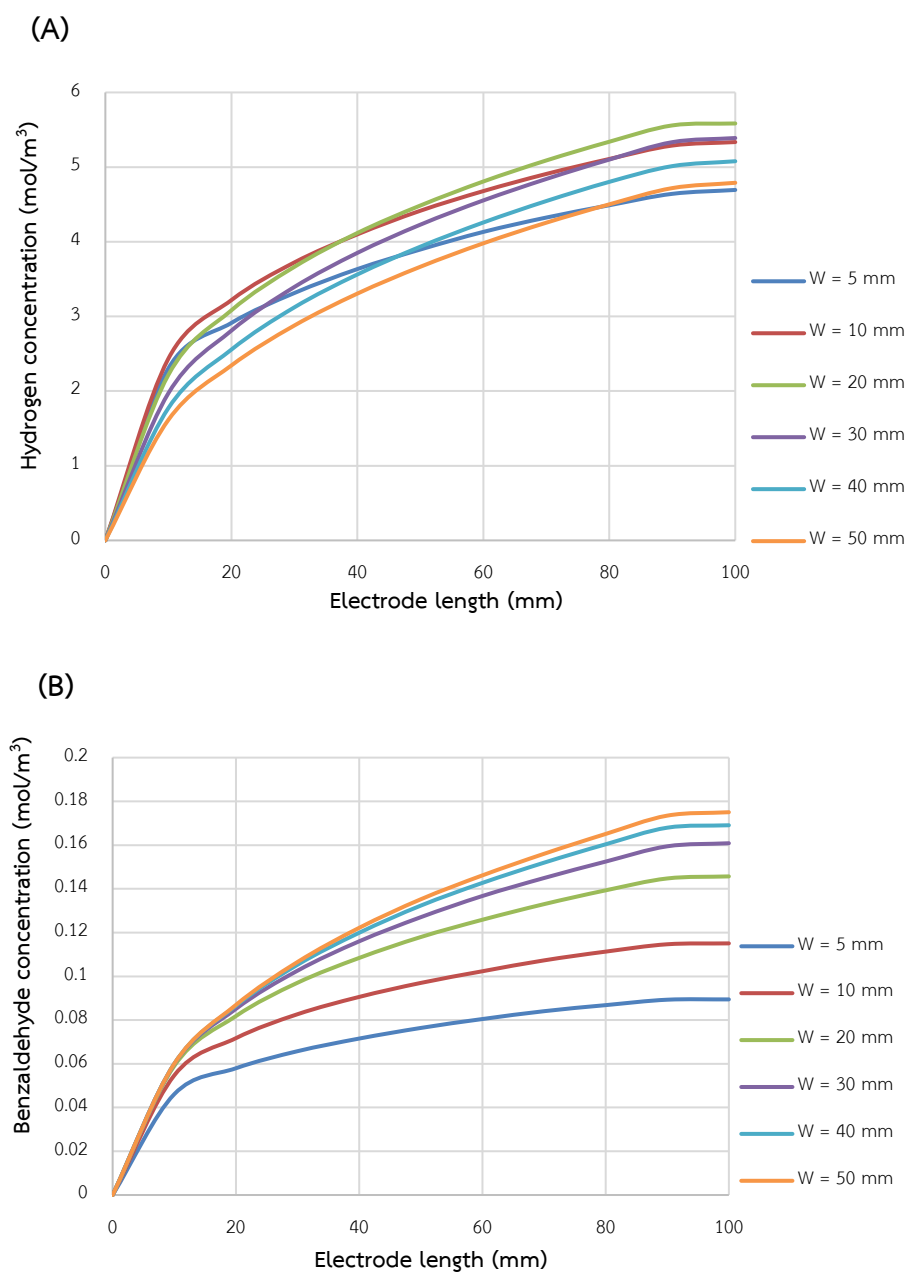 (A)
Hydrogen concentration (mol/m³)
6
5
4
3
2
1
0
0 20 40 60 80 100
Electrode length (mm)
W = 5 mm
W = 10 mm
W = 20 mm
W = 30 mm
W = 40 mm
W = 50 mm
(B)
Benzaldehyde concentration (mol/m³)
0.2
0.18
0.16
0.14
0.12
0.1
0.08
0.06
0.04
0.02
0
0 20 40 60 80 100
Electrode length (mm)
W = 5 mm
W = 10 mm
W = 20 mm
W = 30 mm
W = 40 mm
W = 50 mm